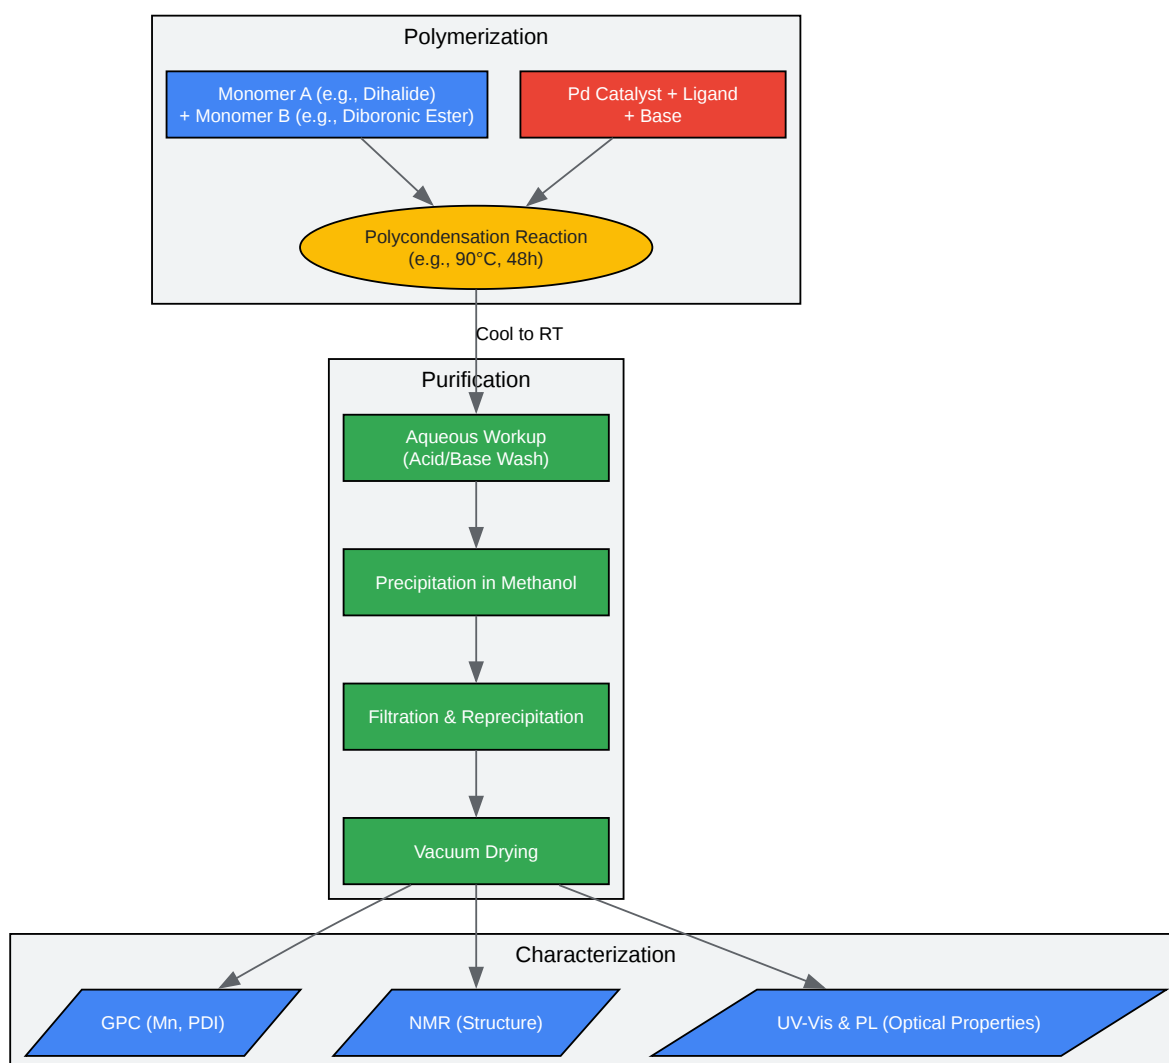 Polymerization
Monomer A (e.g., Dihalide)
+ Monomer B (e.g., Diboronic Ester)
Pd Catalyst + Ligand
+ Base
Polycondensation Reaction
(e.g., 90°C, 48h)
Cool to RT
Purification
Aqueous Workup
(Acid/Base Wash)
Precipitation in Methanol
Filtration & Reprecipitation
Vacuum Drying
Characterization
GPC (Mn, PDI)
NMR (Structure)
UV-Vis & PL (Optical Properties)